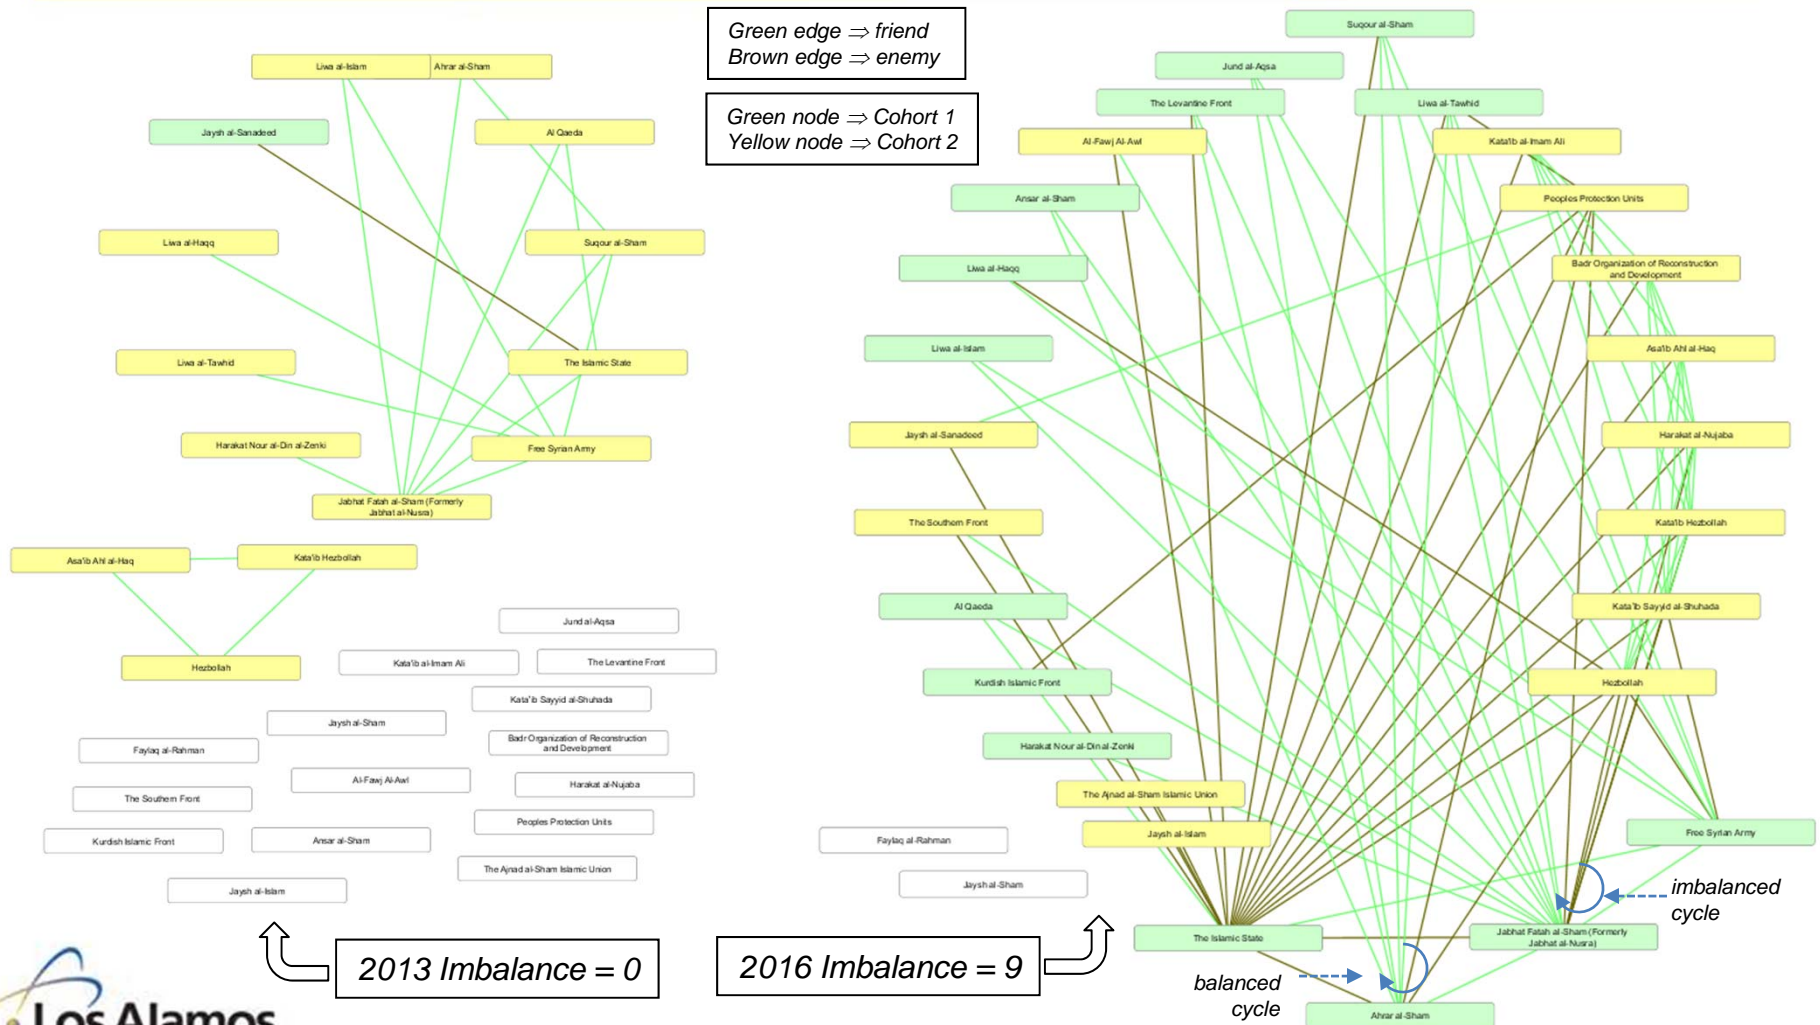 Green edge ⇒ friend
Brown edge ⇒ enemy
Green node ⇒ Cohort 1
Yellow node ⇒ Cohort 2
Liwa al-Islam
Ahrar al-Sham
Jaysh al-Sanadeed
Al Qaeda
Liwa al-Haqq
Suqour al-Sham
Liwa al-Tawhid
The Islamic State
Harakat Nour al-Din al-Zenki
Free Syrian Army
Jabhat Fatah al-Sham (Formerly
Jabhat al-Nusra)
Asa'ib Ahl al-Haq
Kata'ib Hezbollah
Hezbollah
Jund al-Aqsa
Kata'ib al-Imam Ali
The Levantine Front
Kata'ib Sayyid al-Shuhada
Jaysh al-Sham
Faylaq al-Rahman
Badr Organization of Reconstruction
and Development
Al-Fawj Al-Awl
Harakat al-Nujaba
The Southern Front
Peoples Protection Units
Kurdish Islamic Front
Ansar al-Sham
The Ajnad al-Sham Islamic Union
Jaysh al-Islam
2013 Imbalance = 0
Los Alamos
Suqour al-Sham
Jund al-Aqsa
The Levantine Front
Liwa al-Tawhid
Al-Fawj Al-Awl
Kata'ib al-Imam Ali
Ansar al-Sham
Peoples Protection Units
Liwa al-Haqq
Badr Organization of Reconstruction
and Development
Liwa al-Islam
Asa'ib Ahl al-Haq
Jaysh al-Sanadeed
Harakat al-Nujaba
The Southern Front
Kata'ib Hezbollah
Al Qaeda
Kata'ib Sayyid al-Shuhada
Kurdish Islamic Front
Hezbollah
Harakat Nour al-Din al-Zenki
The Ajnad al-Sham Islamic Union
Jaysh al-Islam
Free Syrian Army
Faylaq al-Rahman
Jaysh al-Sham
imbalanced
cycle
The Islamic State
Jabhat Fatah al-Sham (Formerly
Jabhat al-Nusra)
2016 Imbalance = 9
balanced
cycle
Ahrar al-Sham